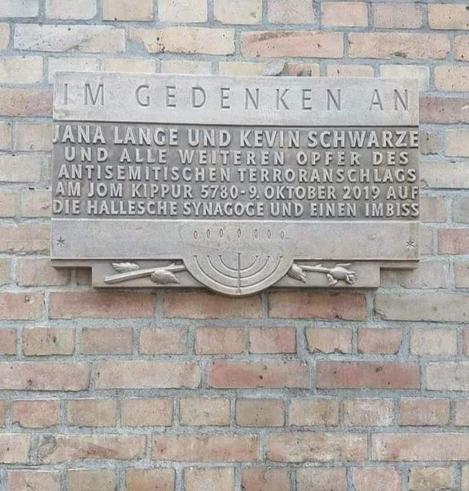 IM GEDENKEN AN
JANA LANGE UND KEVIN SCHWARZE
UND ALLE WEITEREN OPFER DES
ANTISEMITISCHEN TERRORANSCHLAGS
AM JOM KIPPUR 5780-9. OKTOBER 2019 AUF
DIE HALLESCHE SYNAGOGE UND EINEN IMBISS